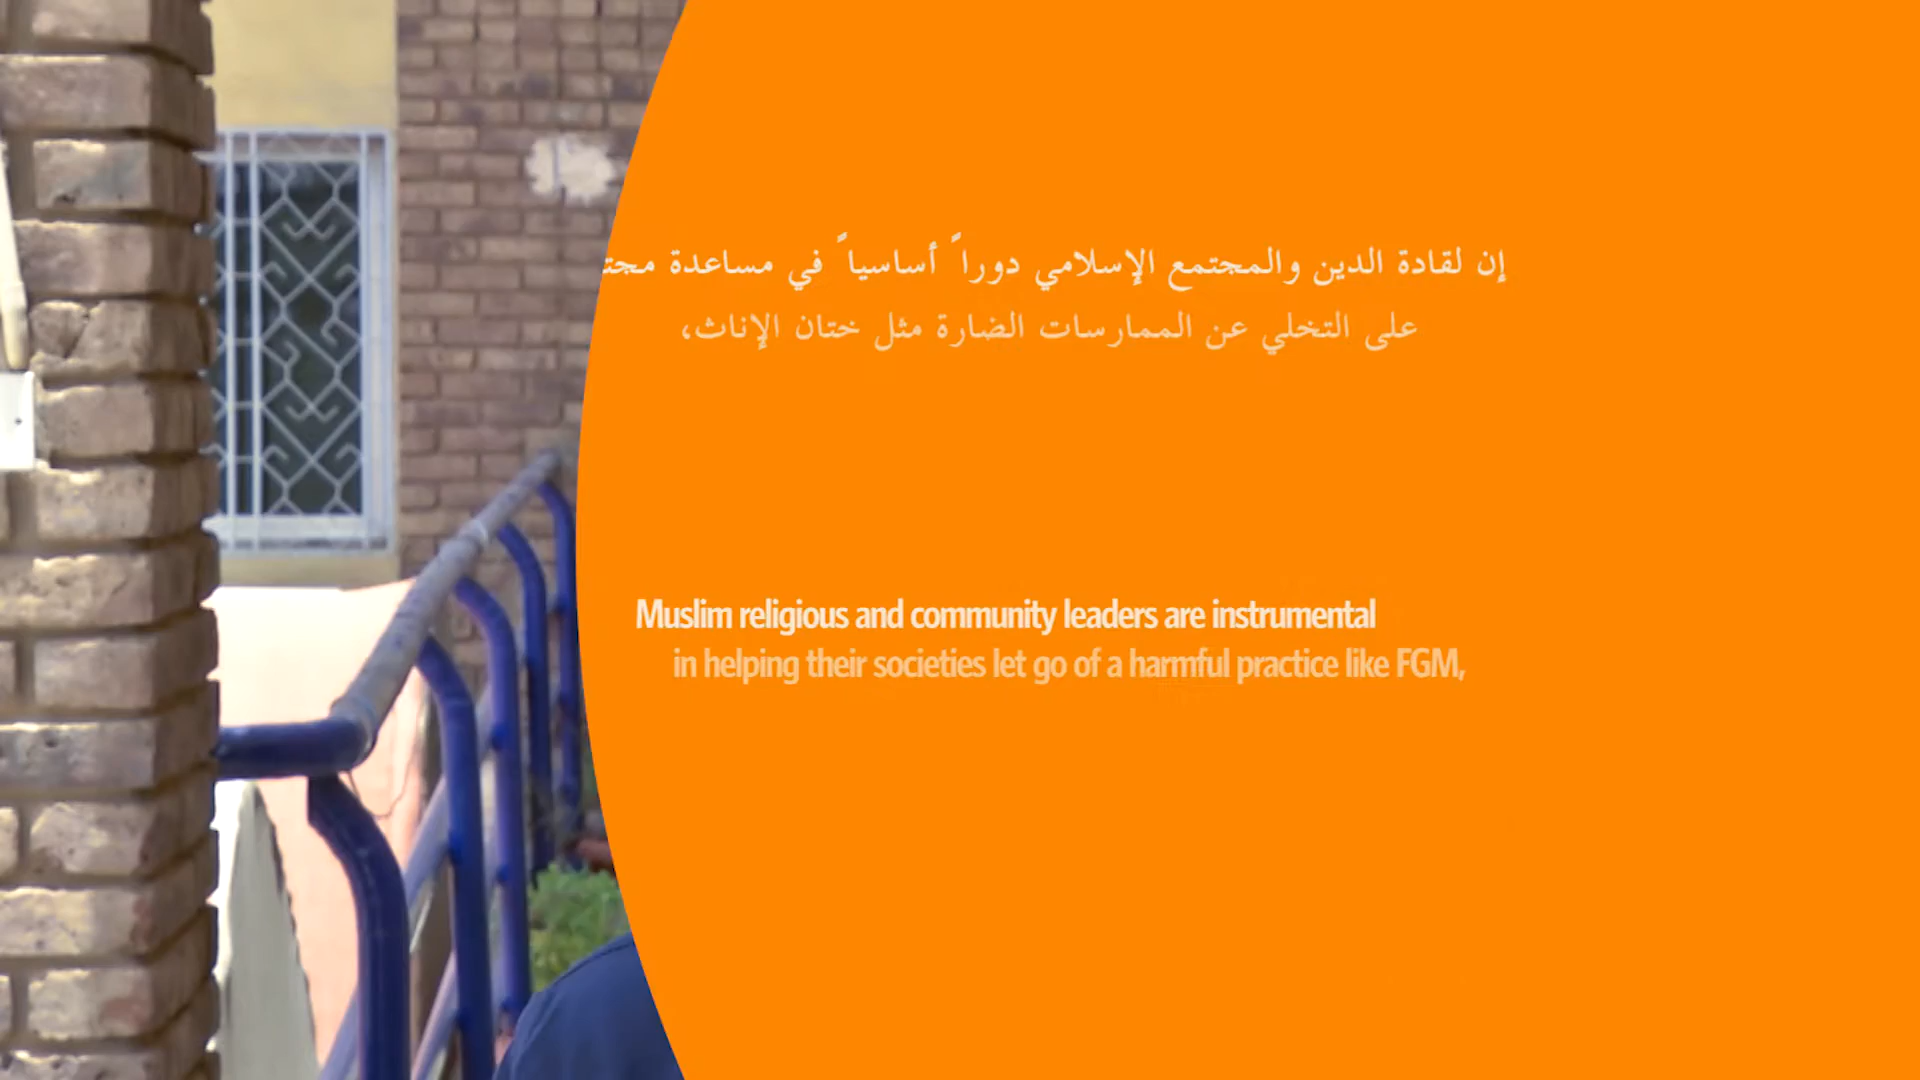 إن لقادة الدين والمجتمع الإسلامي دوراً أساسياً في مساعدة
على التخلي عن الممارسات الضارة مثل ختان الإناث،
Muslim religious and community leaders are instrumental
in helping their societies let go of a harmful practice like FGM,